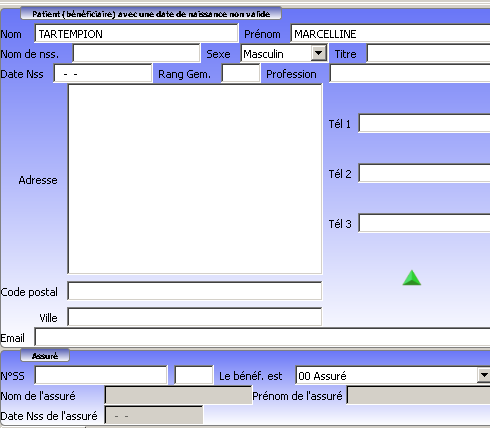 Patient (bénéficiaire) avec une date de naissance non valide
Nom TARTEMPION Prénom MARCELLINE
Nom de nss. Sexe Masculin Titre
Date Nss - - Rang Gem. Profession
Tél 1
Adresse Tél 2
Tél 3
Code postal
Ville
Email
Assuré
N°SS Le bénéf. est 00 Assuré
Nom de l'assuré Prénom de l'assuré
Date Nss de l'assuré - -